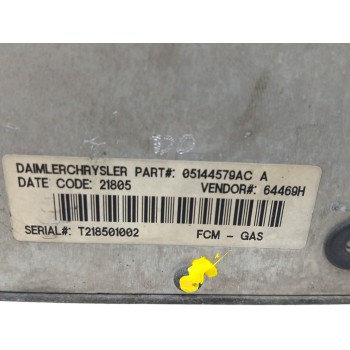 DAIMLERCHRYSLER PART#: 05144579AC A
DATE CODE: 21805 VENDOR#: 64469H
SERIAL#: T218501002 FCM - GAS